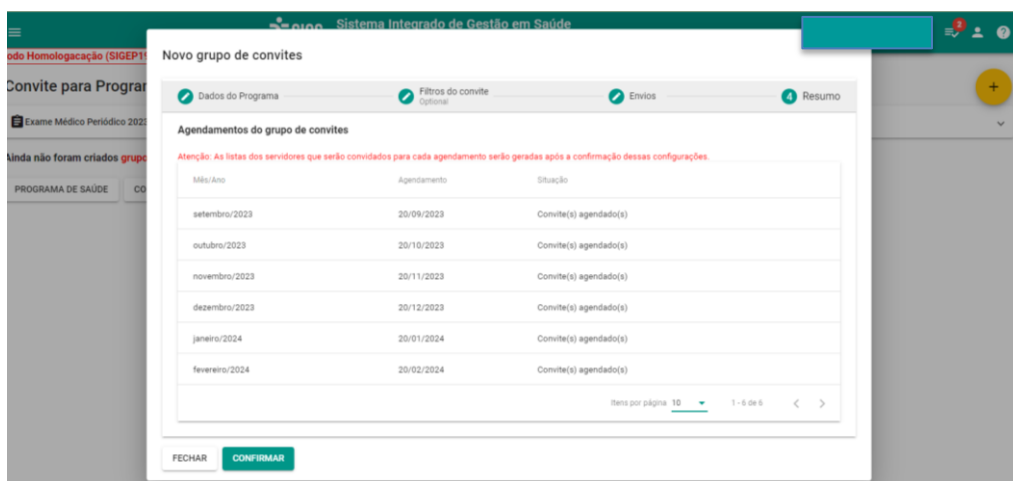 Sistema Integrado de Gestão em Saúde
2
odo Homologacação (SIGEP19
Convite para Program
+
Exame Médico Periódico 2023
Ainda não foram criados grupo
PROGRAMA DE SAÚDE
CO
Novo grupo de convites
Dados do Programa
Filtros do convite
Optional
Envios
4 Resumo
Agendamentos do grupo de convites
Atenção: As listas dos servidores que serão convidados para cada agendamento serão geradas após a confirmação dessas configurações.
Mês/Ano Agendamento Situação
setembro/2023 20/09/2023 Convite(s) agendado(s)
outubro/2023 20/10/2023 Convite(s) agendado(s)
novembro/2023 20/11/2023 Convite(s) agendado(s)
dezembro/2023 20/12/2023 Convite(s) agendado(s)
janeiro/2024 20/01/2024 Convite(s) agendado(s)
fevereiro/2024 20/02/2024 Convite(s) agendado(s)
Itens por página 10 1 - 6 de 6
FECHAR CONFIRMAR